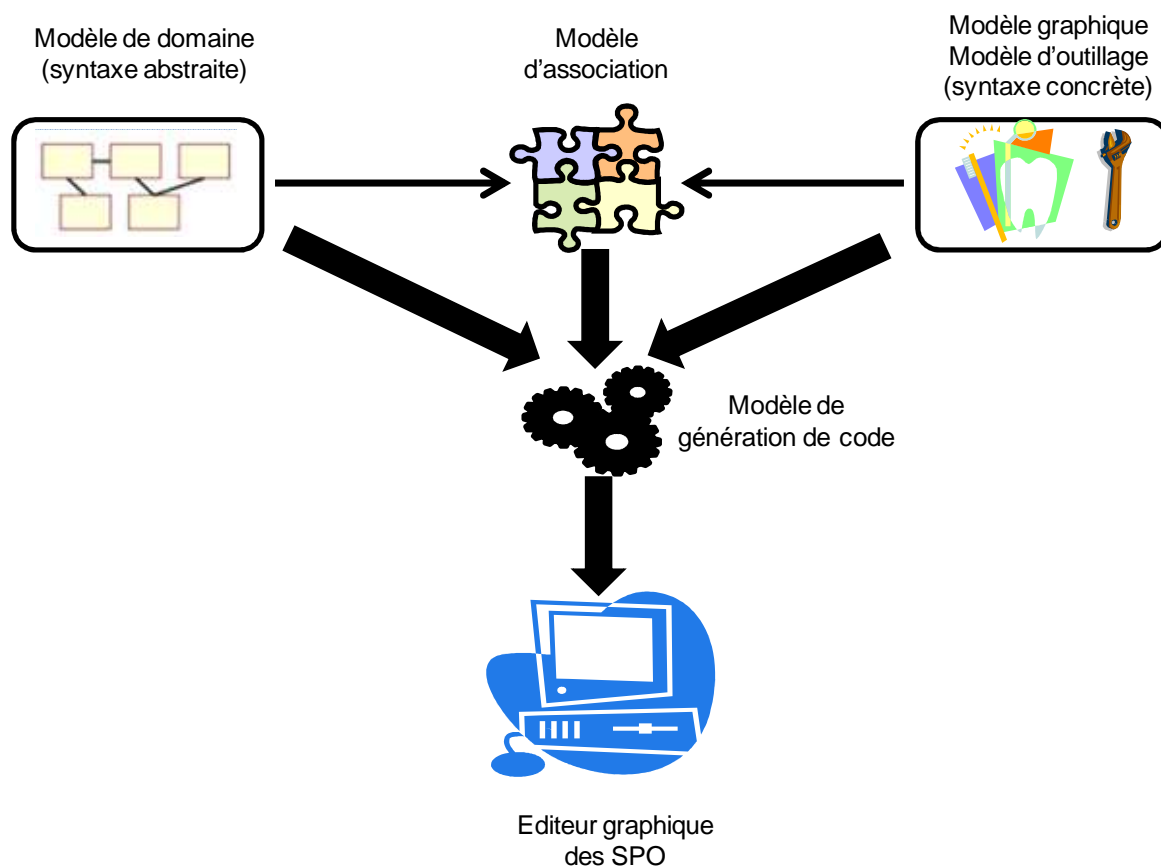 Modèle de domaine
(syntaxe abstraite)
Modèle
d'association
Modèle graphique
Modèle d'outillage
(syntaxe concrète)
Modèle de
génération de code
Editeur graphique
des SPO